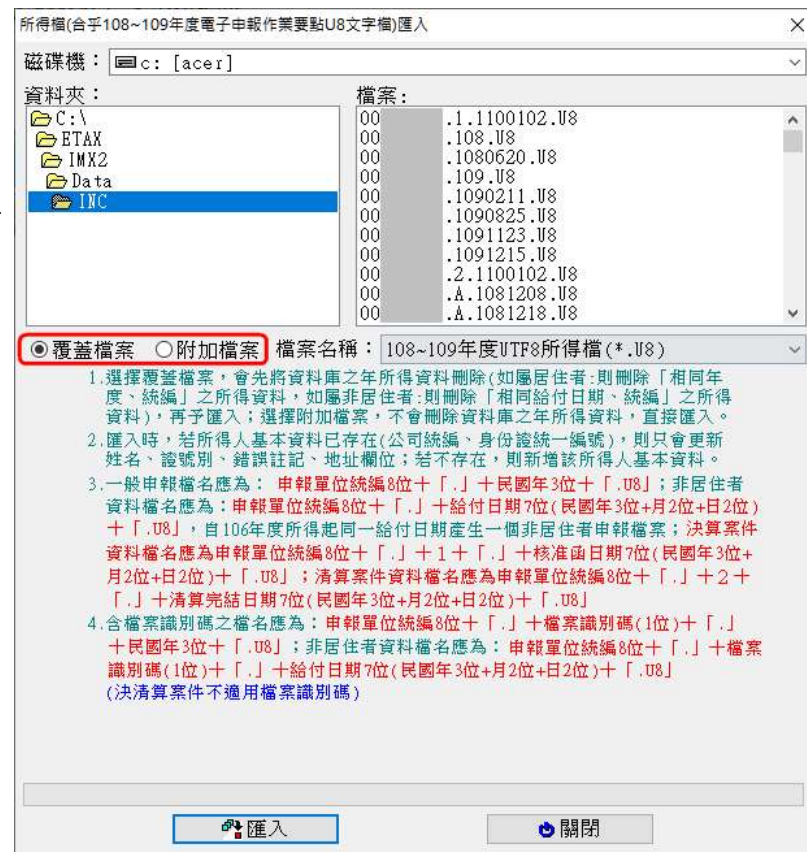 所得檔(合乎108~109年度電子申報作業要點U8文字檔)匯入
磁碟機：c: [acer]
資料夾：
C:\
ETAX
IMX2
Data
INC
檔案:
00 .1.1100102.U8
00 .108.U8
00 .1080620.U8
00 .109.U8
00 .1090211.U8
00 .1090825.U8
00 .1091123.U8
00 .1091215.U8
00 .2.1100102.U8
00 .A.1081208.U8
00 .A.1081218.U8
覆蓋檔案 附加檔案 檔案名稱：108~109年度UTF8所得檔(*.U8)
1.選擇覆蓋檔案，會先將資料庫之年所得資料刪除(如屬居住者:則刪除「相同年
度、統編」之所得資料，如屬非居住者:則刪除「相同給付日期、統編」之所得
資料)，再予匯入；選擇附加檔案，不會刪除資料庫之年所得資料，直接匯入。
2.匯入時，若所得人基本資料已存在(公司統編、身份證統一編號)，則只會更新
姓名、證號別、錯誤註記、地址欄位；若不存在，則新增該所得人基本資料。
3.一般申報檔名應為： 申報單位統編8位＋「.」＋民國年3位＋「.U8」；非居住者
資料檔名應為：申報單位統編8位＋「.」＋給付日期7位(民國年3位+月2位+日2位)
＋「.U8」，自106年度所得起同一給付日期產生一個非居住者申報檔案；決算案件
資料檔名應為申報單位統編8位＋「.」＋1＋「.」＋核准函日期7位(民國年3位+
月2位+日2位)＋「.U8」；清算案件資料檔名應為申報單位統編8位＋「.」＋2＋
「.」＋清算完結日期7位(民國年3位+月2位+日2位)＋「.U8」
4.含檔案識別碼之檔名應為：申報單位統編8位＋「.」＋檔案識別碼(1位)＋「.」
＋民國年3位＋「.U8」；非居住者資料檔名應為：申報單位統編8位＋「.」＋檔案
識別碼(1位)＋「.」＋給付日期7位(民國年3位+月2位+日2位)＋「.U8」
(決清算案件不適用檔案識別碼)
匯入 關閉